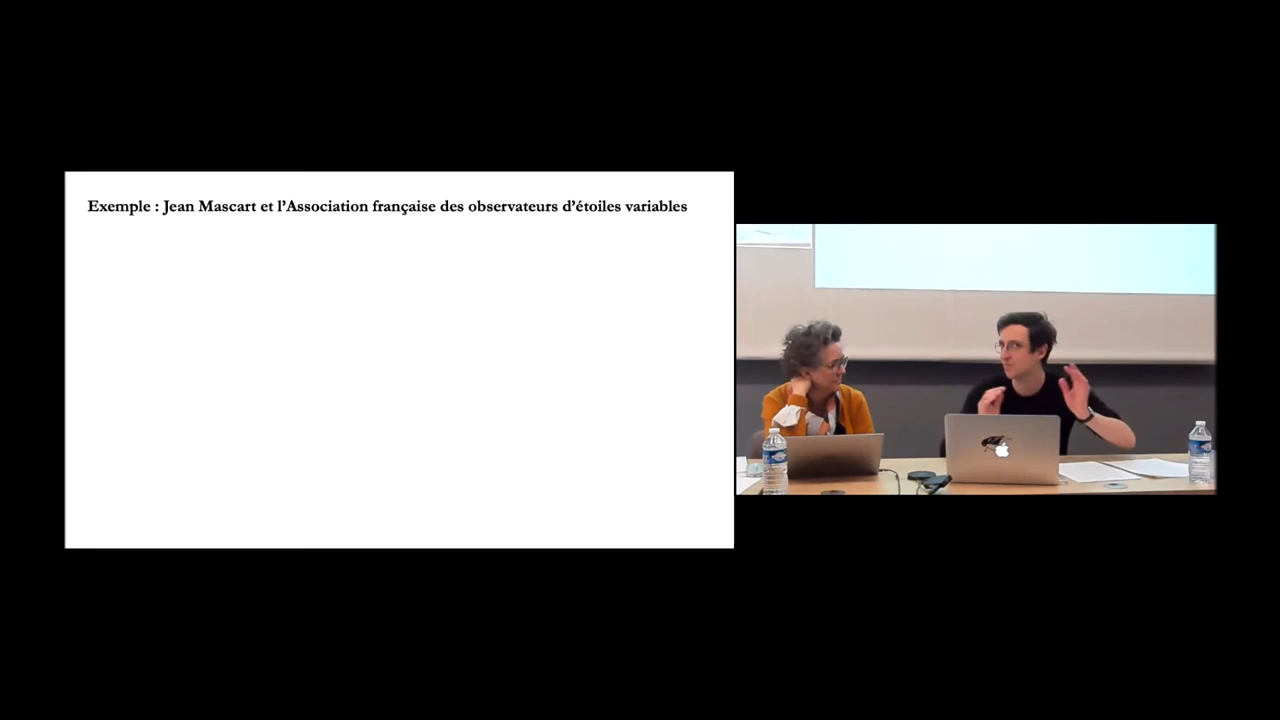 Exemple : Jean Mascart et l’Association française des observateurs d’étoiles variables